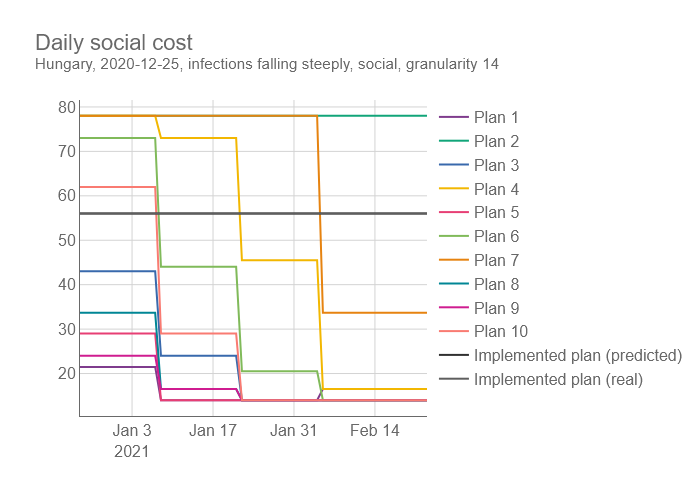 Daily social cost
Hungary, 2020-12-25, infections falling steeply, social, granularity 14
80
70
60
50
40
30
20
Jan 3
2021
Jan 17
Jan 31
Feb 14
Plan 1
Plan 2
Plan 3
Plan 4
Plan 5
Plan 6
Plan 7
Plan 8
Plan 9
Plan 10
Implemented plan (predicted)
Implemented plan (real)